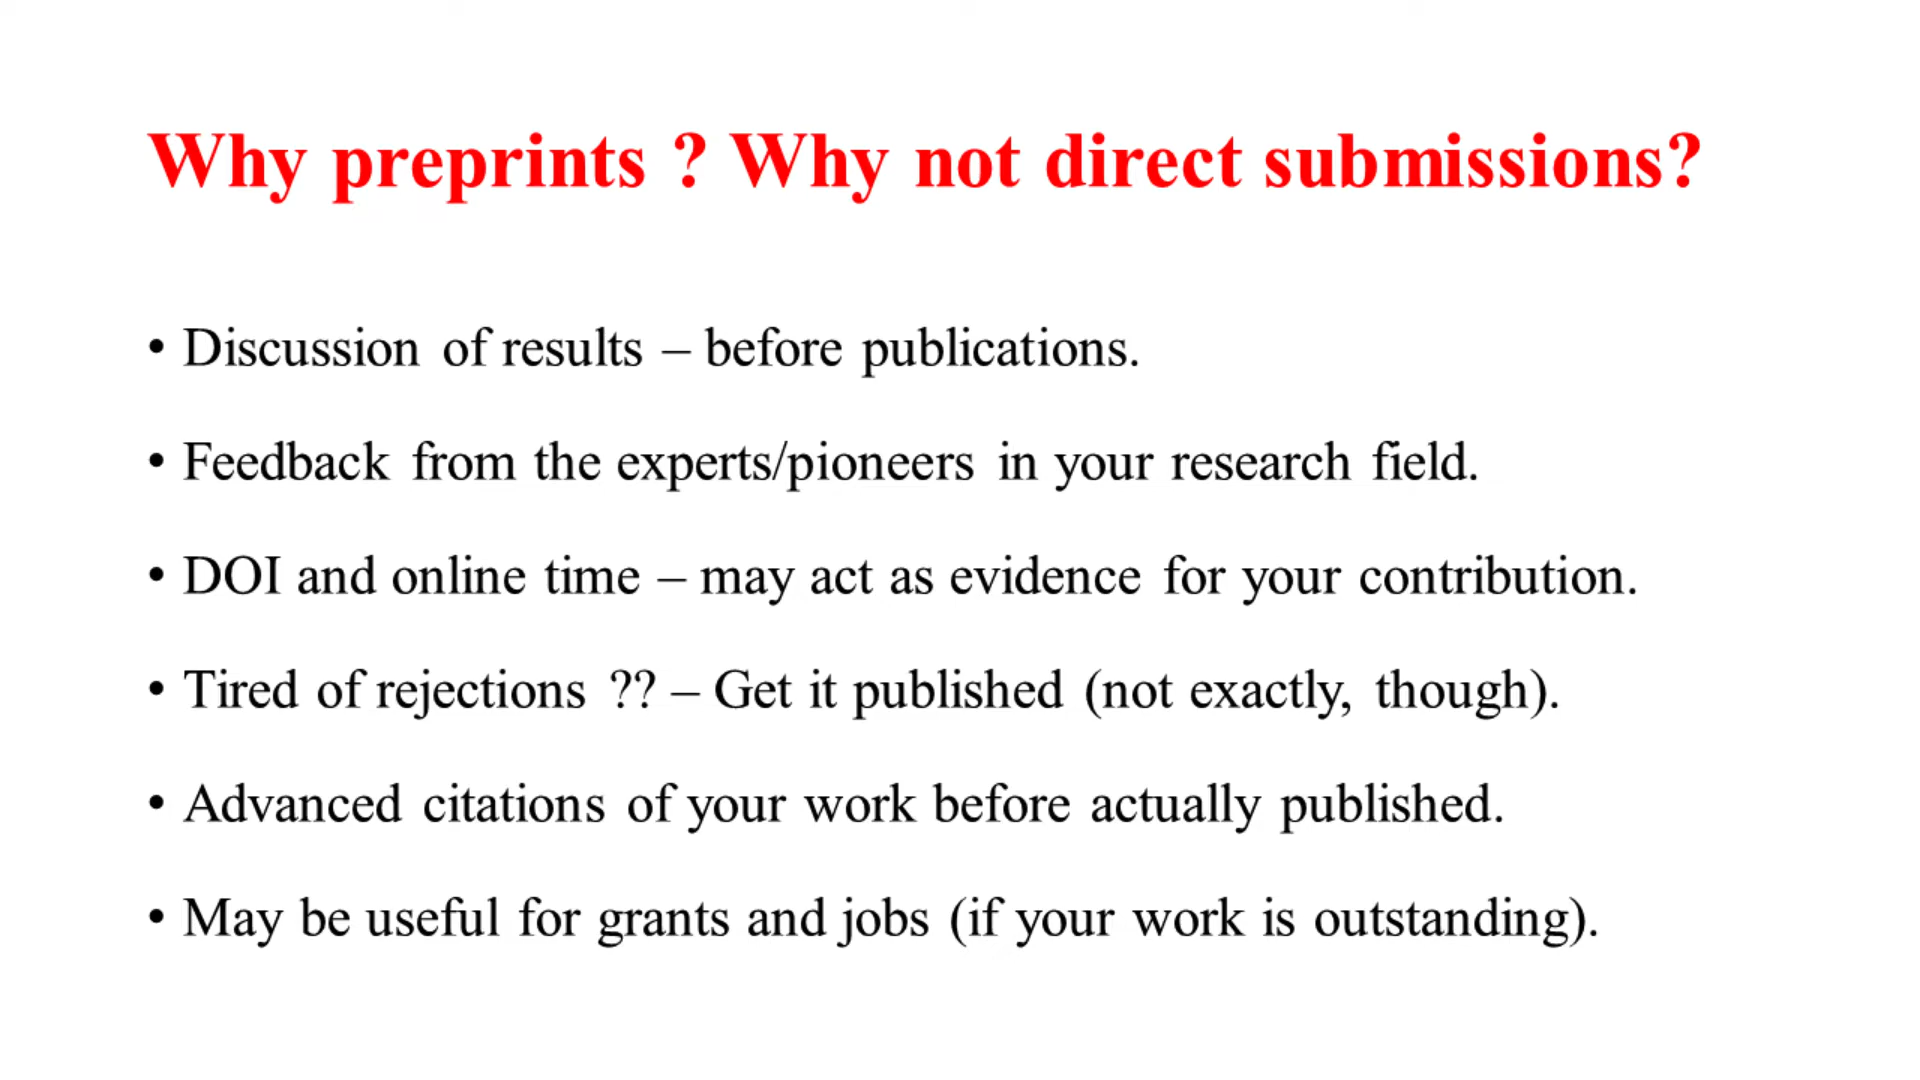 Why preprints ? Why not direct submissions?
• Discussion of results – before publications.
• Feedback from the experts/pioneers in your research field.
• DOI and online time – may act as evidence for your contribution.
• Tired of rejections ?? – Get it published (not exactly, though).
• Advanced citations of your work before actually published.
• May be useful for grants and jobs (if your work is outstanding).